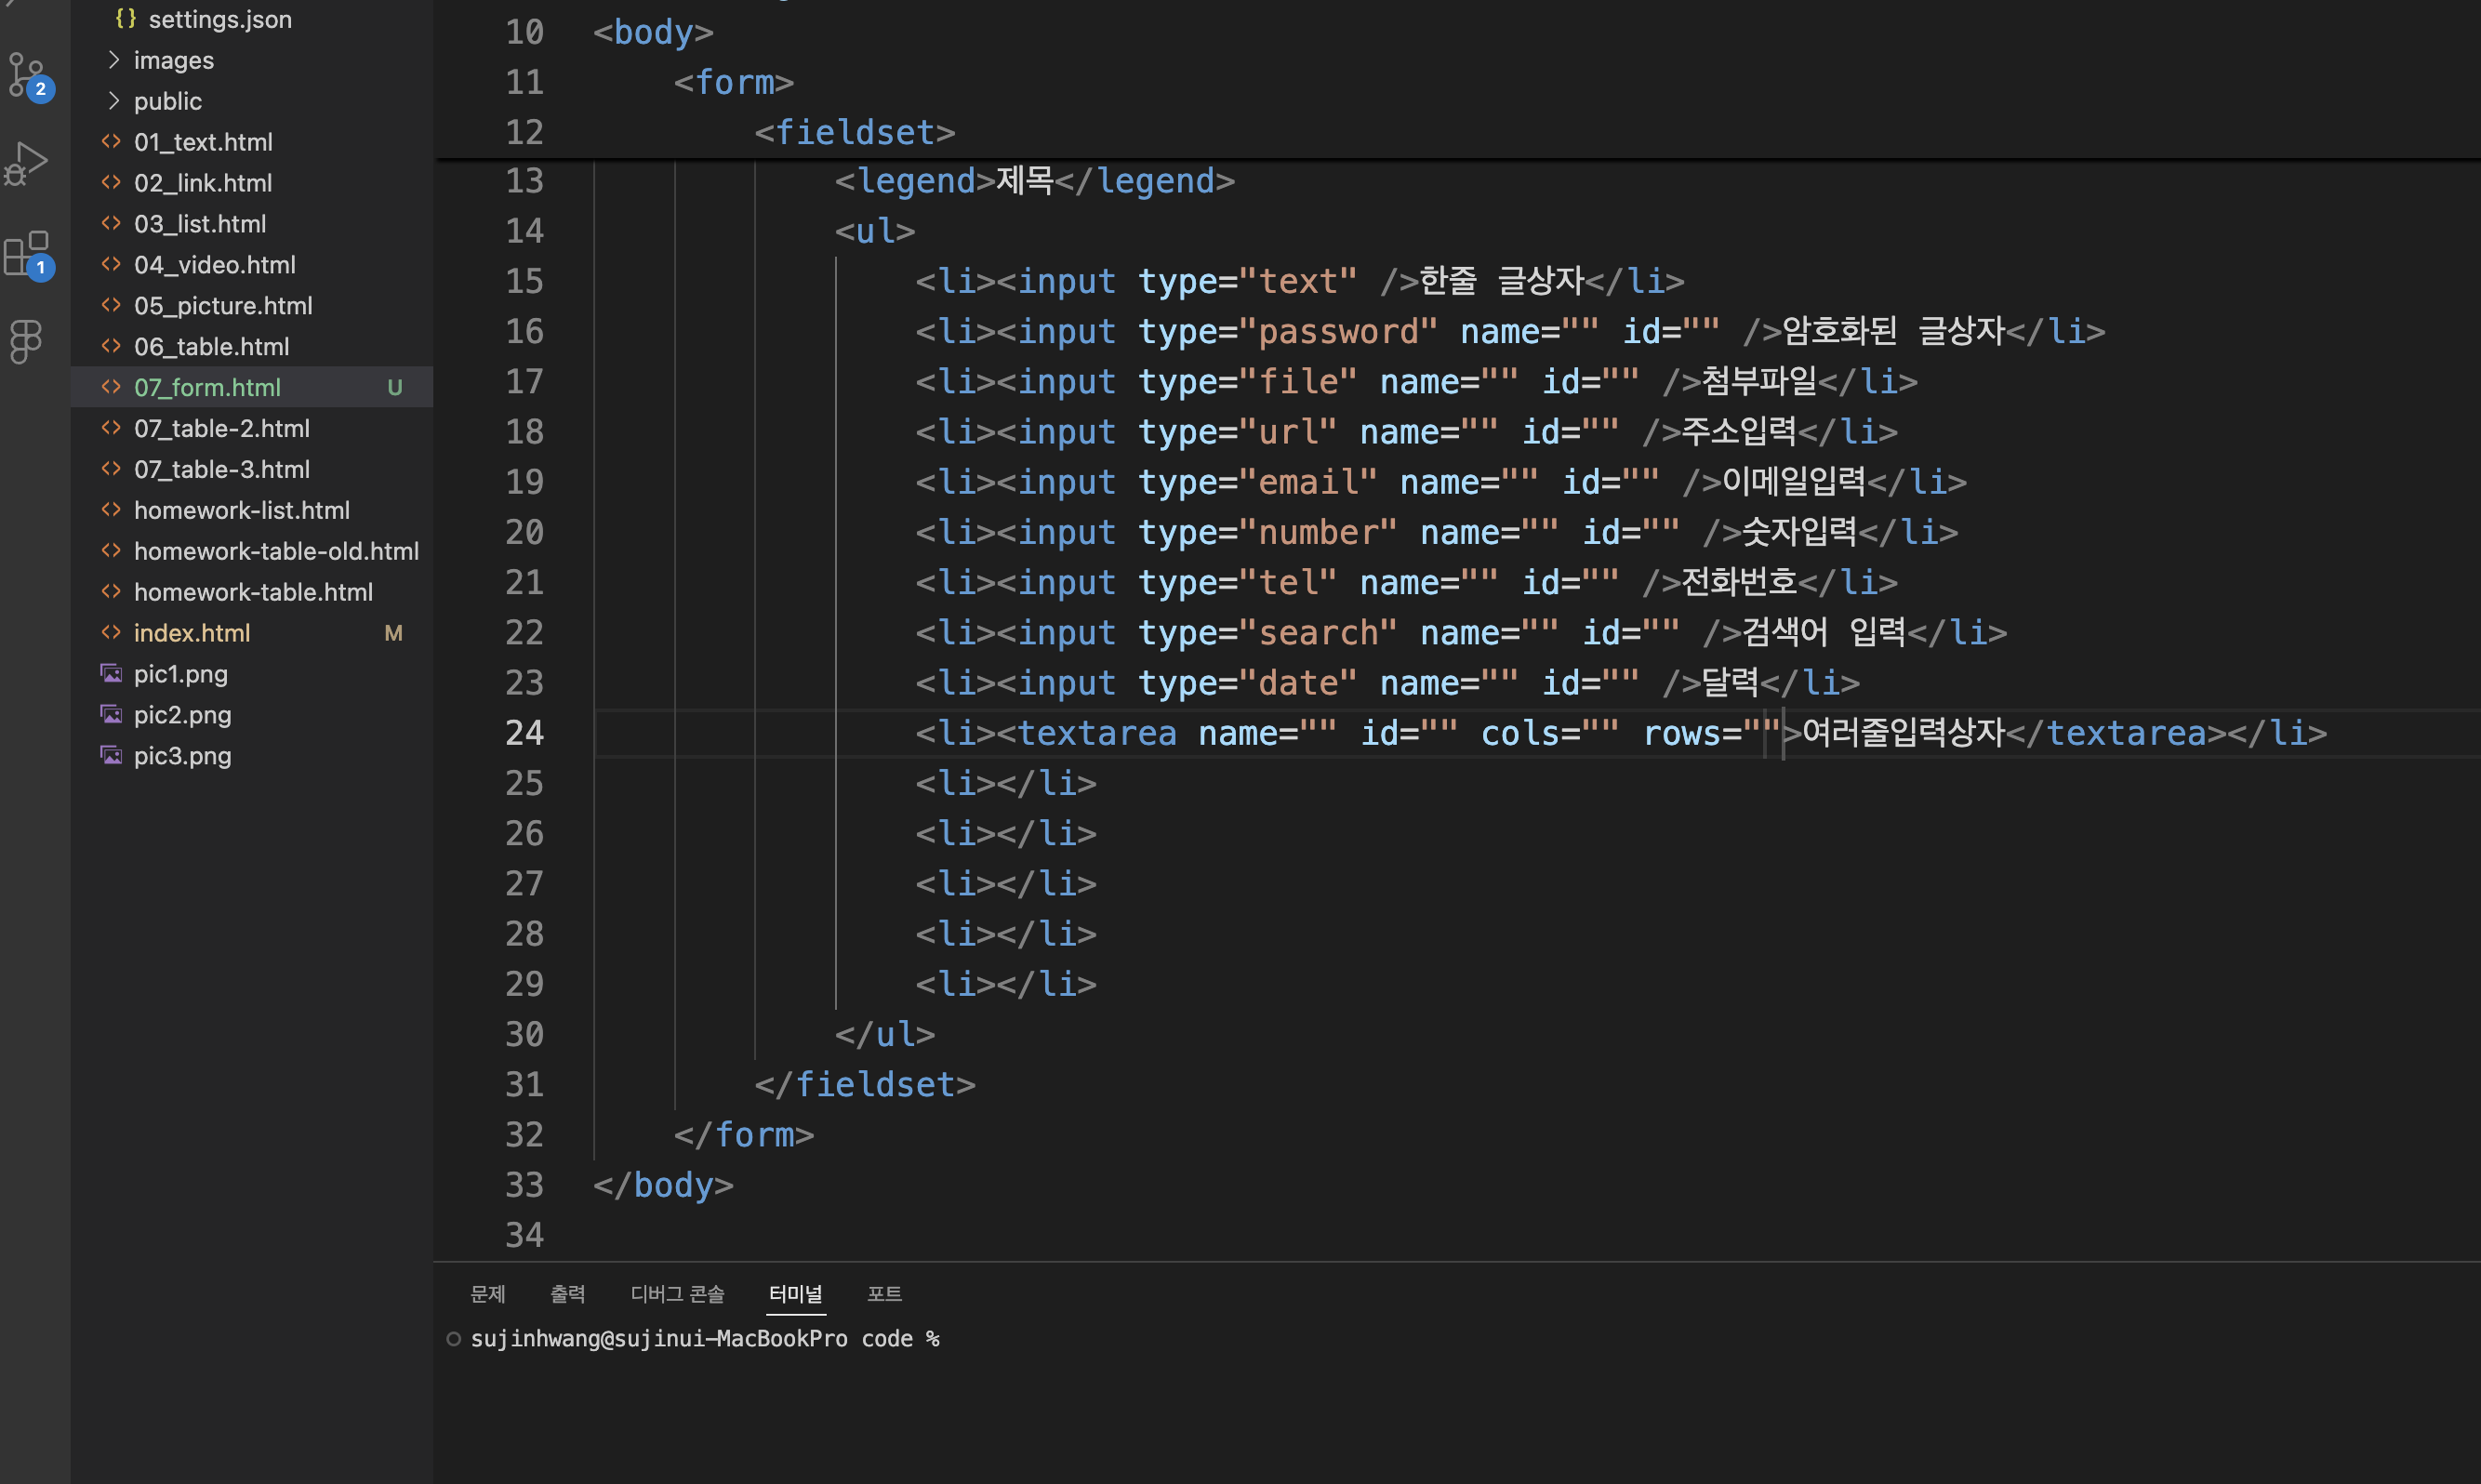 settings.json
images
public
01_text.html
02_link.html
03_list.html
04_video.html
05_picture.html
06_table.html
07_form.html U
07_table-2.html
07_table-3.html
homework-list.html
homework-table-old.html
homework-table.html
index.html M
pic1.png
pic2.png
pic3.png
2
1
10 <body>
11 <form>
12 <fieldset>
13 <legend>제목</legend>
14 <ul>
15 <li><input type="text" />한줄 글상자</li>
16 <li><input type="password" name="" id="" />암호화된 글상자</li>
17 <li><input type="file" name="" id="" />첨부파일</li>
18 <li><input type="url" name="" id="" />주소입력</li>
19 <li><input type="email" name="" id="" />이메일입력</li>
20 <li><input type="number" name="" id="" />숫자입력</li>
21 <li><input type="tel" name="" id="" />전화번호</li>
22 <li><input type="search" name="" id="" />검색어 입력</li>
23 <li><input type="date" name="" id="" />달력</li>
24 <li><textarea name="" id="" cols="" rows="">여러줄입력상자</textarea></li>
25 <li></li>
26 <li></li>
27 <li></li>
28 <li></li>
29 <li></li>
30 </ul>
31 </fieldset>
32 </form>
33 </body>
34
문제 출력 디버그 콘솔 터미널 포트
sujinhwang@sujinui-MacBookPro code %